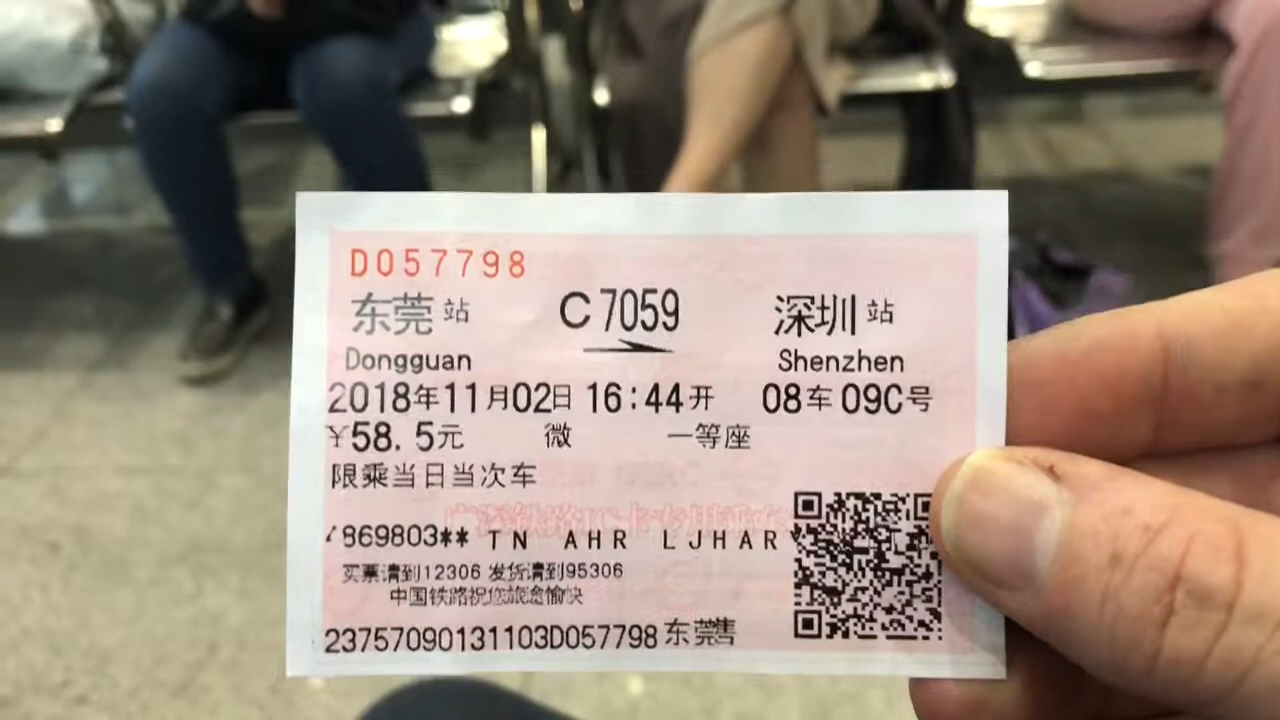 D057798
东莞站 C7059 深圳站
Dongguan Shenzhen
2018年11月02日 16:44开 08车09C号
¥58.5元 微 一等座
限乘当日当次车
869803** TN AHR LJHARY
买票请到12306 发货请到95306
中国铁路祝您旅途愉快
23757090131103D057798 东莞售